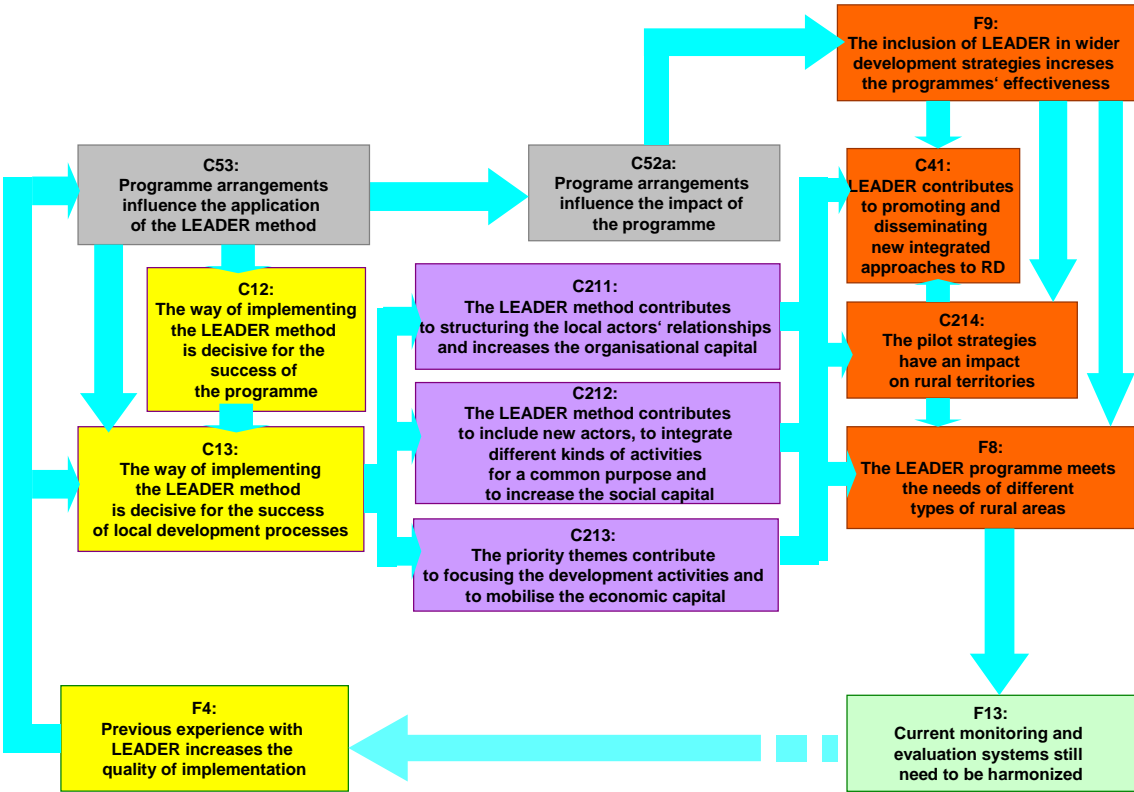 F9:
The inclusion of LEADER in wider
development strategies increses
the programmes‘ effectiveness
C53:
Programme arrangements
influence the application
of the LEADER method
C52a:
Programe arrangements
influence the impact of
the programme
C41:
LEADER contributes
to promoting and
disseminating
new integrated
approaches to RD
C12:
The way of implementing
the LEADER method
is decisive for the
success of
the programme
C211:
The LEADER method contributes
to structuring the local actors‘ relationships
and increases the organisational capital
C214:
The pilot strategies
have an impact
on rural territories
C212:
The LEADER method contributes
to include new actors, to integrate
different kinds of activities
for a common purpose and
to increase the social capital
C13:
The way of implementing
the LEADER method
is decisive for the success
of local development processes
F8:
The LEADER programme meets
the needs of different
types of rural areas
C213:
The priority themes contribute
to focusing the development activities and
to mobilise the economic capital
F4:
Previous experience with
LEADER increases the
quality of implementation
F13:
Current monitoring and
evaluation systems still
need to be harmonized